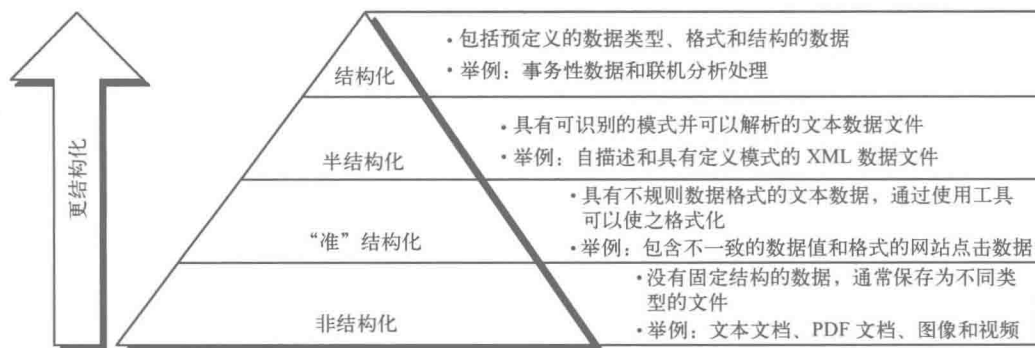 更结构化
结构化
• 包括预定义的数据类型、格式和结构的数据
• 举例：事务性数据和联机分析处理
半结构化
• 具有可识别的模式并可以解析的文本数据文件
• 举例：自描述和具有定义模式的 XML 数据文件
“准”结构化
• 具有不规则数据格式的文本数据，通过使用工具
可以使之格式化
• 举例：包含不一致的数据值和格式的网站点击数据
非结构化
• 没有固定结构的数据，通常保存为不同类
型的文件
• 举例：文本文档、PDF 文档、图像和视频